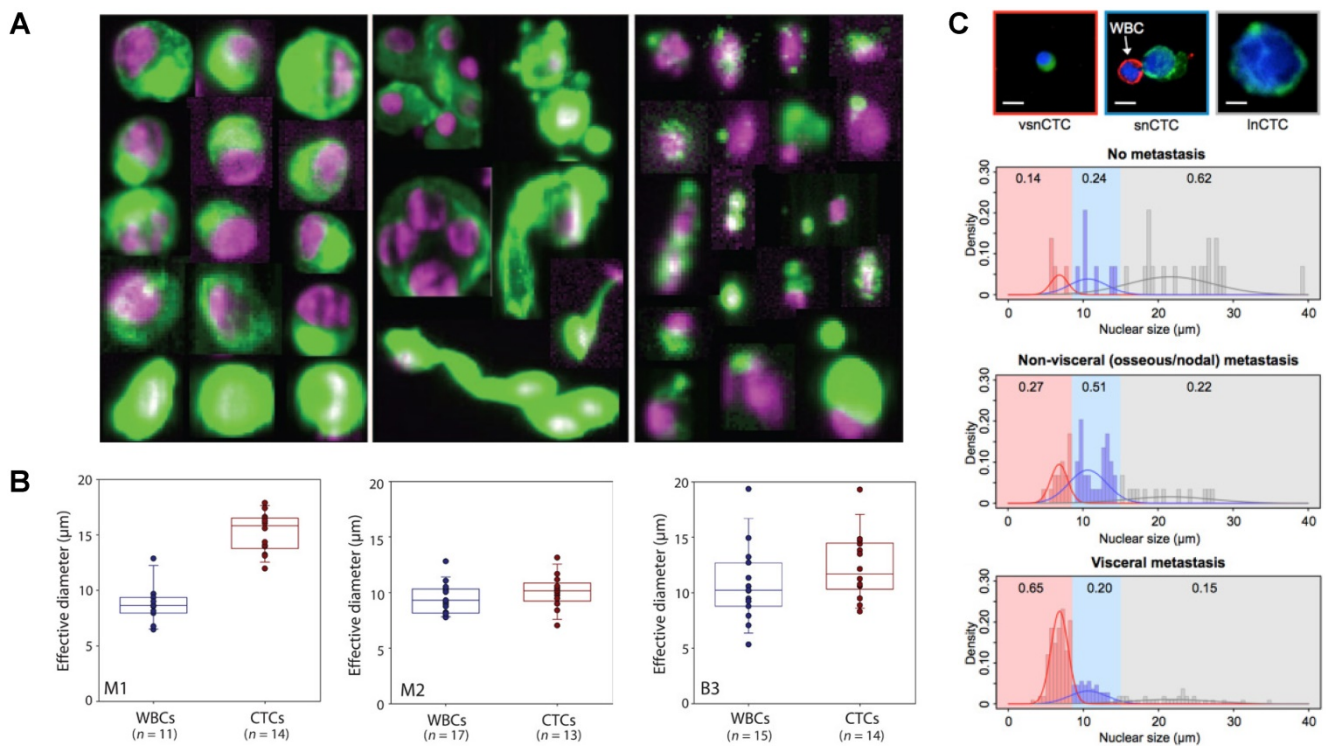 A
B
20
15
10
5
0
Effective diameter (µm)
M1
WBCs
(n = 11)
CTCs
(n = 14)
20
15
10
5
0
Effective diameter (µm)
M2
WBCs
(n = 17)
CTCs
(n = 13)
20
15
10
5
0
Effective diameter (µm)
B3
WBCs
(n = 15)
CTCs
(n = 14)
C
WBC
vsnCTC
snCTC
lnCTC
No metastasis
0.14 0.24 0.62
0.30
0.20
0.10
0.00
Density
0 10 20 30 40
Nuclear size (µm)
Non-visceral (osseous/nodal) metastasis
0.27 0.51 0.22
0.30
0.20
0.10
0.00
Density
0 10 20 30 40
Nuclear size (µm)
Visceral metastasis
0.65 0.20 0.15
0.30
0.20
0.10
0.00
Density
0 10 20 30 40
Nuclear size (µm)